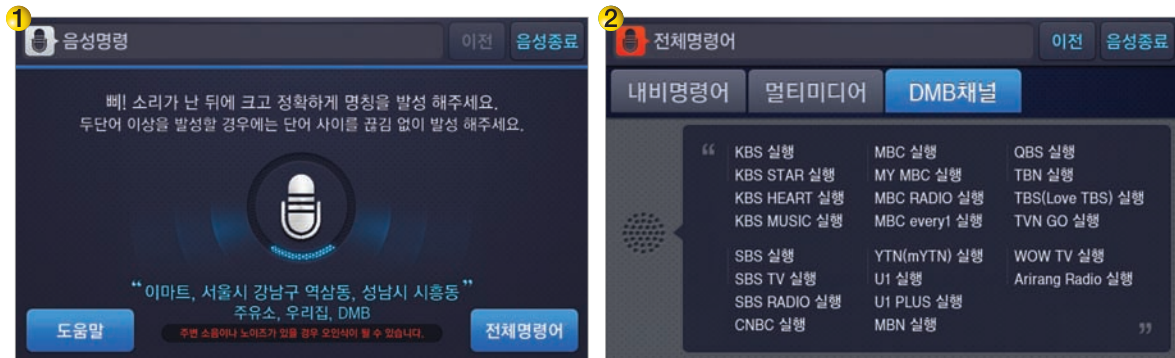 1
음성명령
이전
음성종료
삐! 소리가 난 뒤에 크고 정확하게 명칭을 발성 해주세요.
두단어 이상을 발성할 경우에는 단어 사이를 끊김 없이 발성 해주세요.
“이마트, 서울시 강남구 역삼동, 성남시 시흥동”
주유소, 우리집, DMB
주변 소음이나 노이즈가 있을 경우 오인식이 될 수 있습니다.
도움말
전체명령어
2
전체명령어
이전
음성종료
내비명령어
멀티미디어
DMB채널
“
KBS 실행
KBS STAR 실행
KBS HEART 실행
KBS MUSIC 실행
SBS 실행
SBS TV 실행
SBS RADIO 실행
CNBC 실행
MBC 실행
MY MBC 실행
MBC RADIO 실행
MBC every1 실행
YTN(mYTN) 실행
U1 실행
U1 PLUS 실행
MBN 실행
QBS 실행
TBN 실행
TBS(Love TBS) 실행
TVN GO 실행
WOW TV 실행
Arirang Radio 실행
”